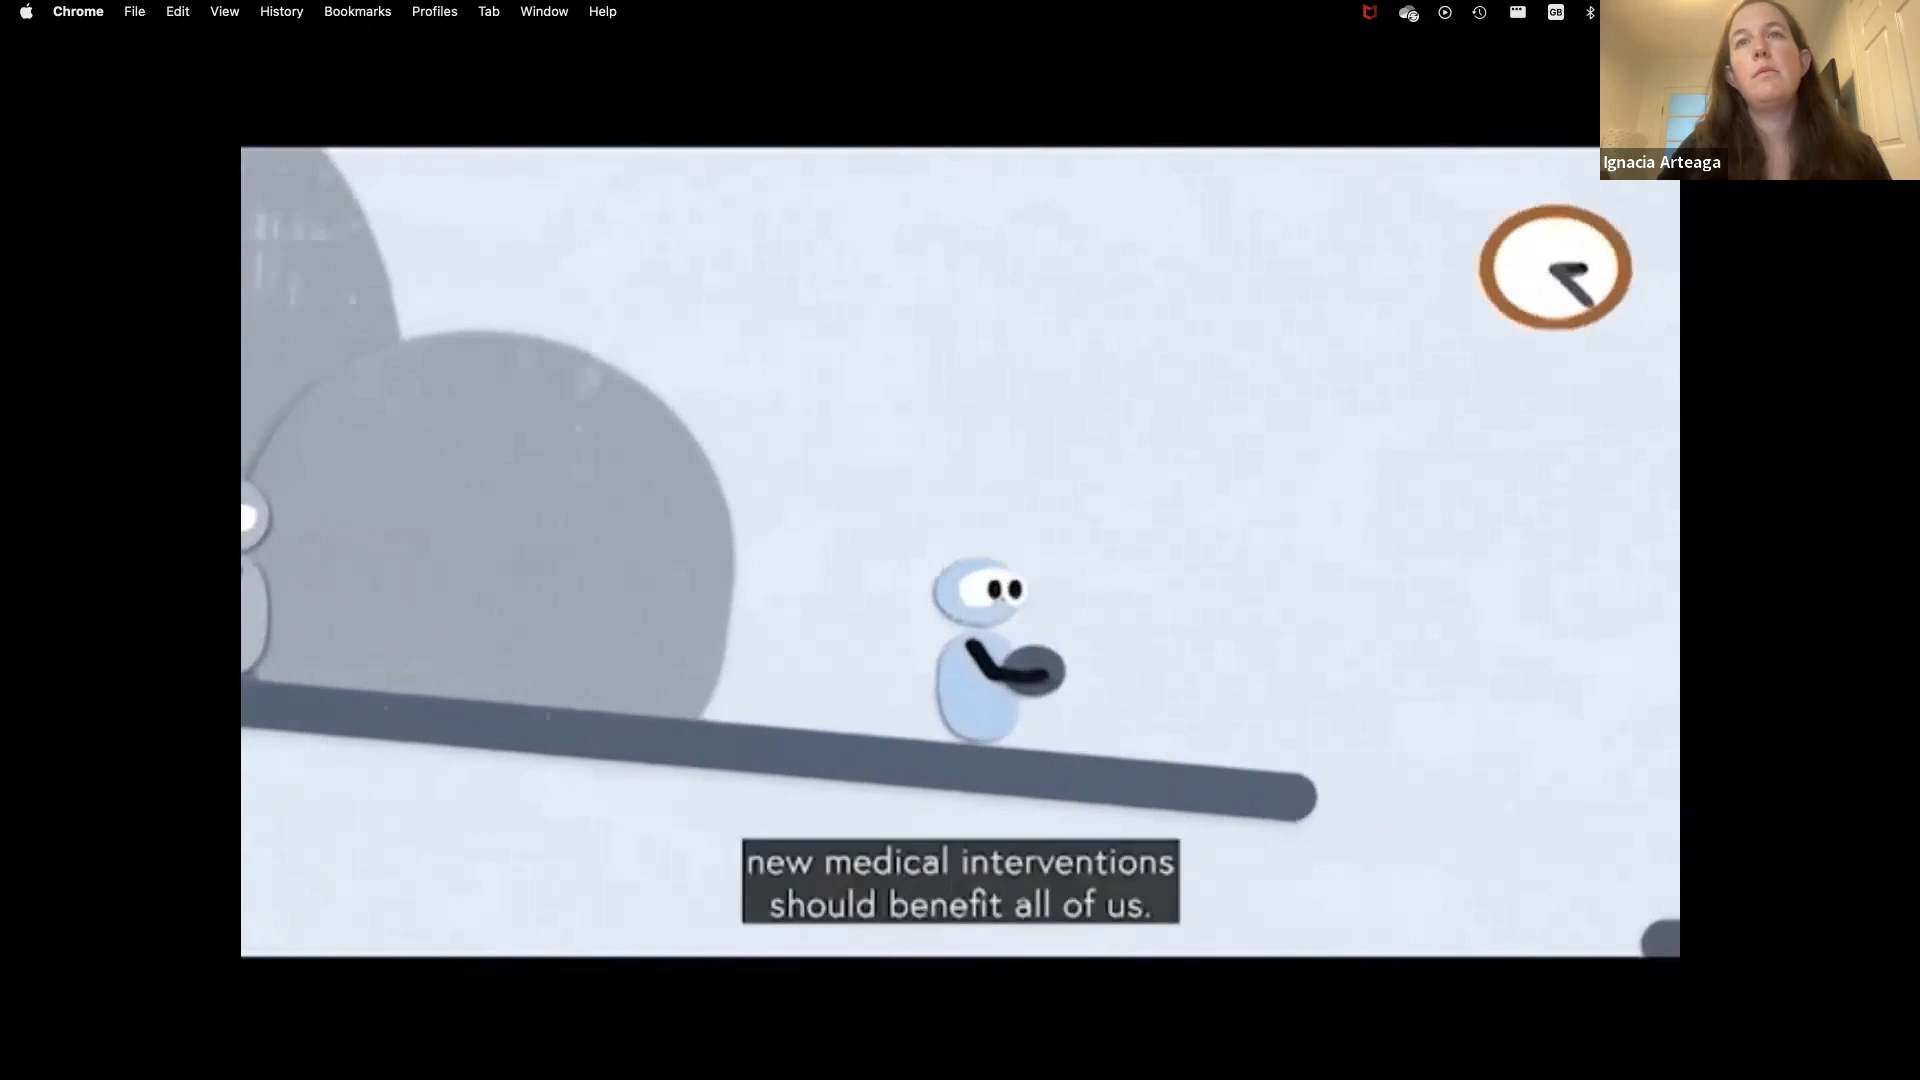 Chrome File Edit View History Bookmarks Profiles Tab Window Help GB
Ignacia Arteaga
new medical interventions
should benefit all of us.